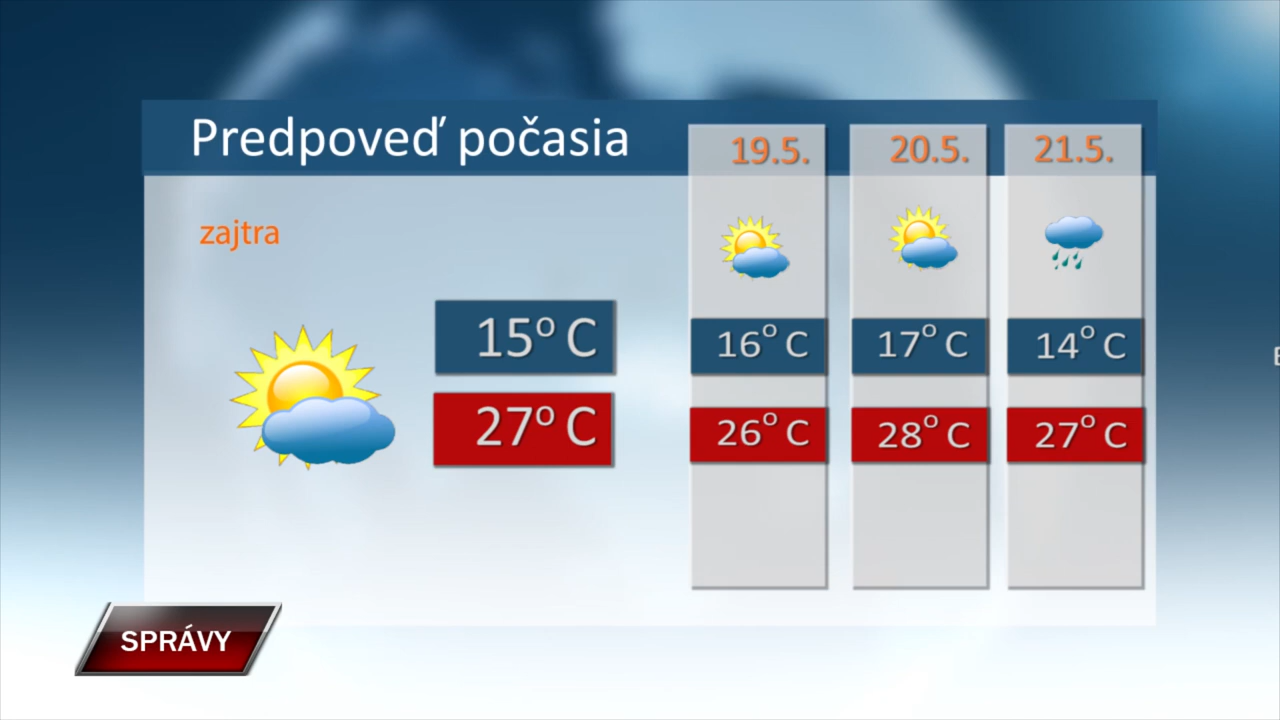 Predpoveď počasia
zajtra
15° C
27° C
19.5.
16° C
26° C
20.5.
17° C
28° C
21.5.
14° C
27° C
SPRÁVY